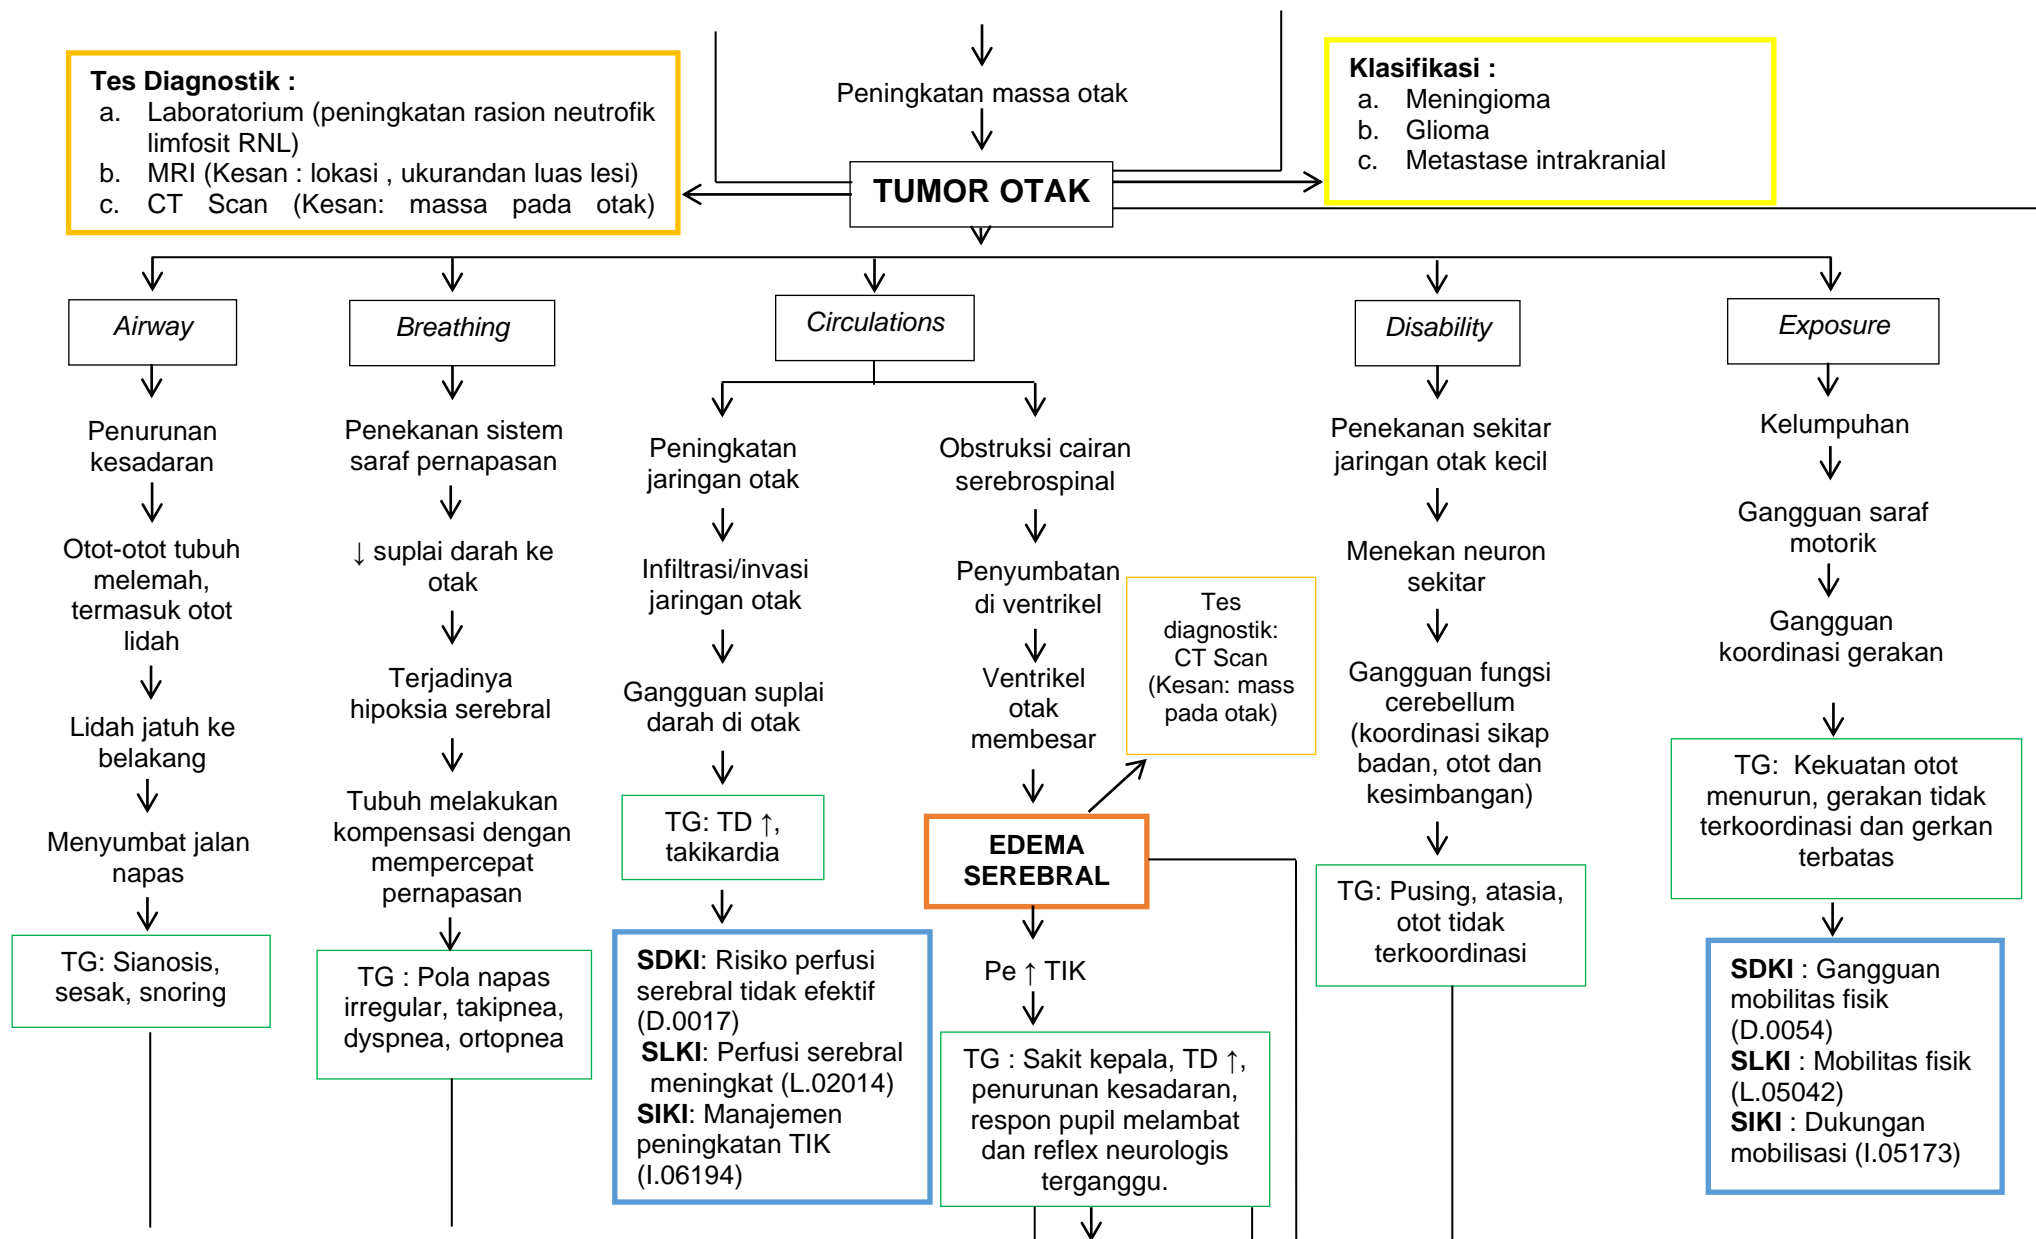 Peningkatan massa otak
Tes Diagnostik :
a. Laboratorium (peningkatan rasion neutrofik
limfosit RNL)
b. MRI (Kesan : lokasi , ukurandan luas lesi)
c. CT Scan (Kesan: massa pada otak)
TUMOR OTAK
Klasifikasi :
a. Meningioma
b. Glioma
c. Metastase intrakranial
Airway
Penurunan
kesadaran
Otot-otot tubuh
melemah,
termasuk otot
lidah
Lidah jatuh ke
belakang
Menyumbat jalan
napas
TG: Sianosis,
sesak, snoring
Breathing
Penekanan sistem
saraf pernapasan
↓ suplai darah ke
otak
Terjadinya
hipoksia serebral
Tubuh melakukan
kompensasi dengan
mempercepat
pernapasan
TG : Pola napas
irregular, takipnea,
dyspnea, ortopnea
Circulations
Peningkatan
jaringan otak
Infiltrasi/invasi
jaringan otak
Gangguan suplai
darah di otak
TG: TD ↑,
takikardia
SDKI: Risiko perfusi
serebral tidak efektif
(D.0017)
SLKI: Perfusi serebral
meningkat (L.02014)
SIKI: Manajemen
peningkatan TIK
(I.06194)
Obstruksi cairan
serebrospinal
Penyumbatan
di ventrikel
Ventrikel
otak
membesar
EDEMA
SEREBRAL
Pe ↑ TIK
TG : Sakit kepala, TD ↑,
penurunan kesadaran,
respon pupil melambat
dan reflex neurologis
terganggu.
Tes
diagnostik:
CT Scan
(Kesan: mass
pada otak)
Disability
Penekanan sekitar
jaringan otak kecil
Menekan neuron
sekitar
Gangguan fungsi
cerebellum
(koordinasi sikap
badan, otot dan
kesimbangan)
TG: Pusing, atasia,
otot tidak
terkoordinasi
Exposure
Kelumpuhan
Gangguan saraf
motorik
Gangguan
koordinasi gerakan
TG: Kekuatan otot
menurun, gerakan tidak
terkoordinasi dan gerkan
terbatas
SDKI : Gangguan
mobilitas fisik
(D.0054)
SLKI : Mobilitas fisik
(L.05042)
SIKI : Dukungan
mobilisasi (I.05173)